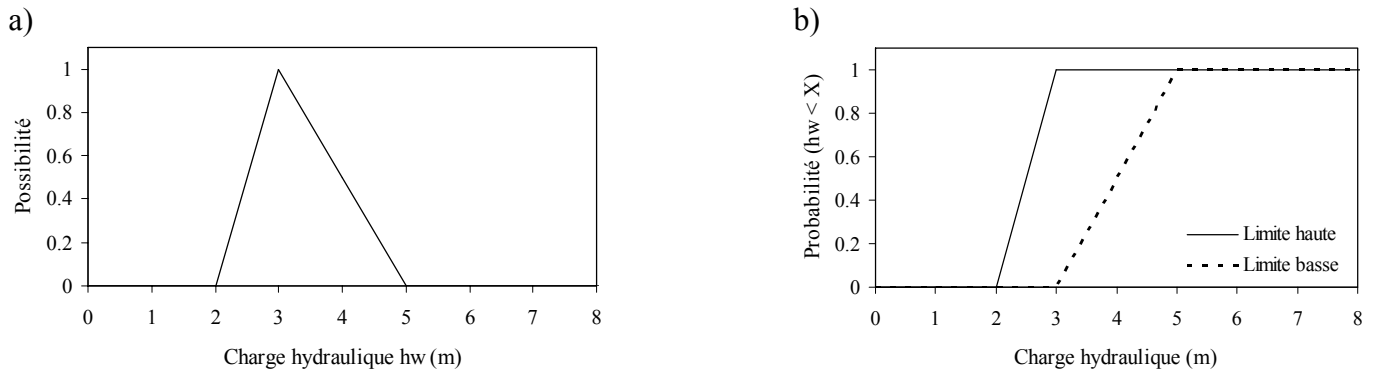 a)
Possibilité
1
0.8
0.6
0.4
0.2
0
0 1 2 3 4 5 6 7 8
Charge hydraulique hw (m)
b)
Probabilité (hw < X)
1
0.8
0.6
0.4
0.2
0
Limite haute
Limite basse
0 1 2 3 4 5 6 7 8
Charge hydraulique (m)